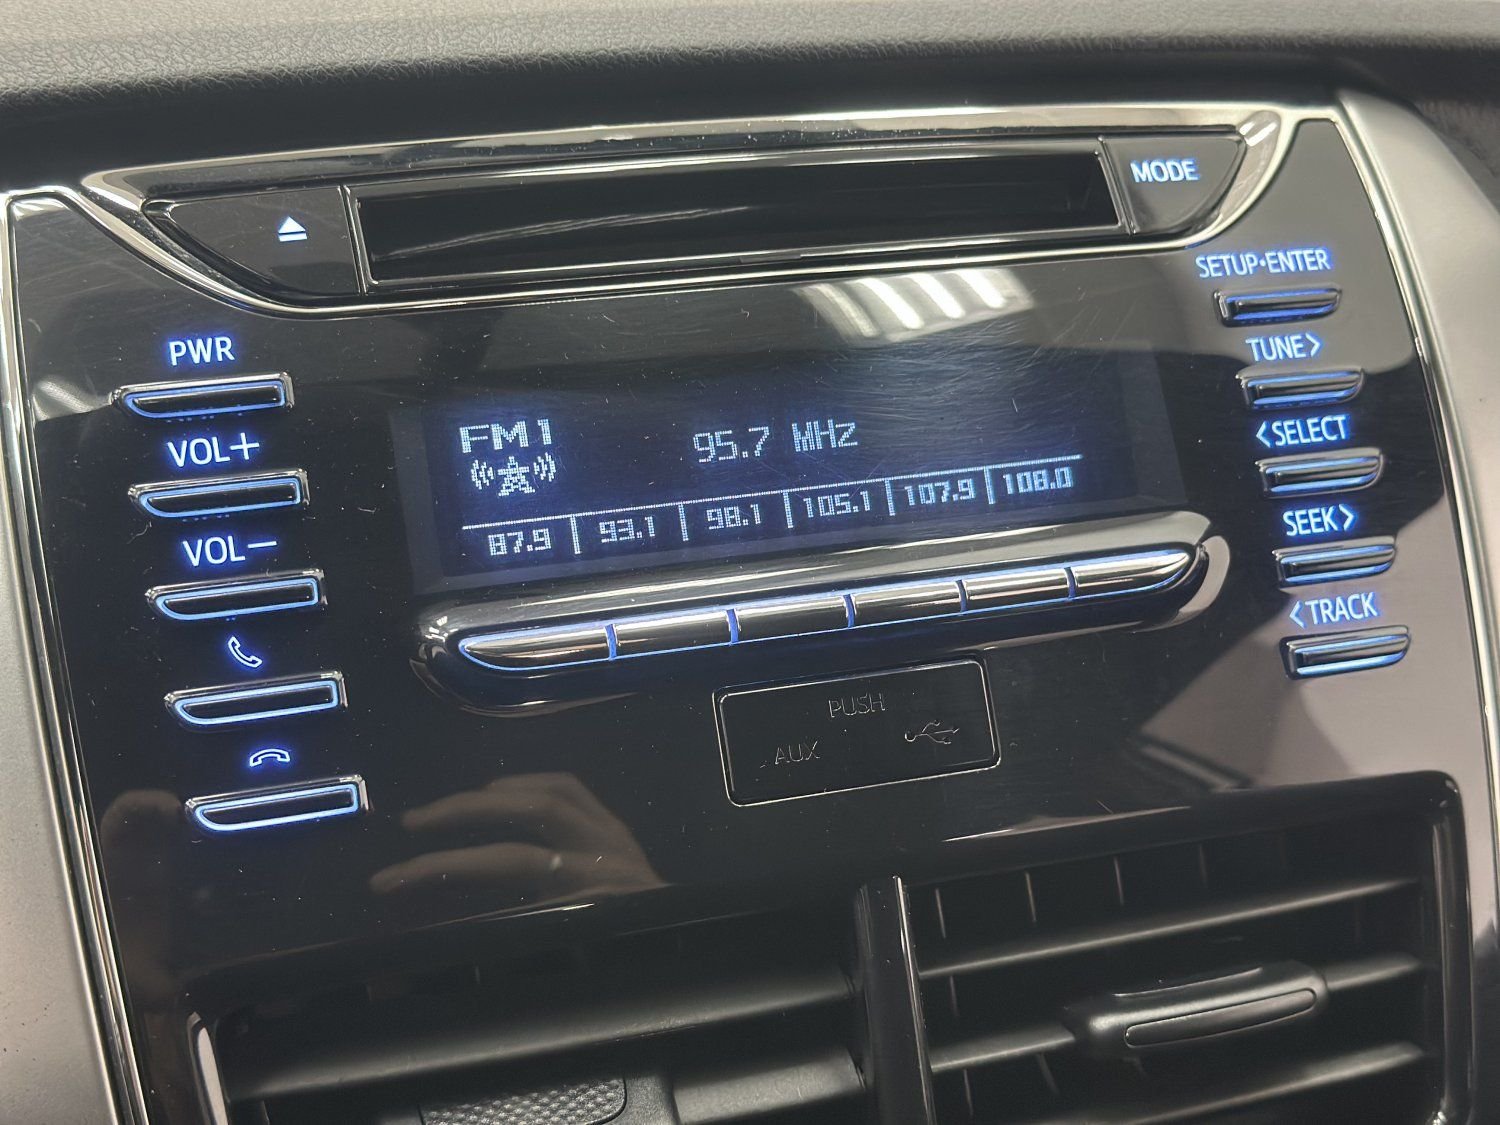 MODE
SETUP•ENTER
PWR
TUNE>
VOL+
<SELECT
FM1
95.7 MHz
87.9 93.1 98.1 105.1 107.9 108.0
SEEK>
VOL−
<TRACK
PUSH
AUX